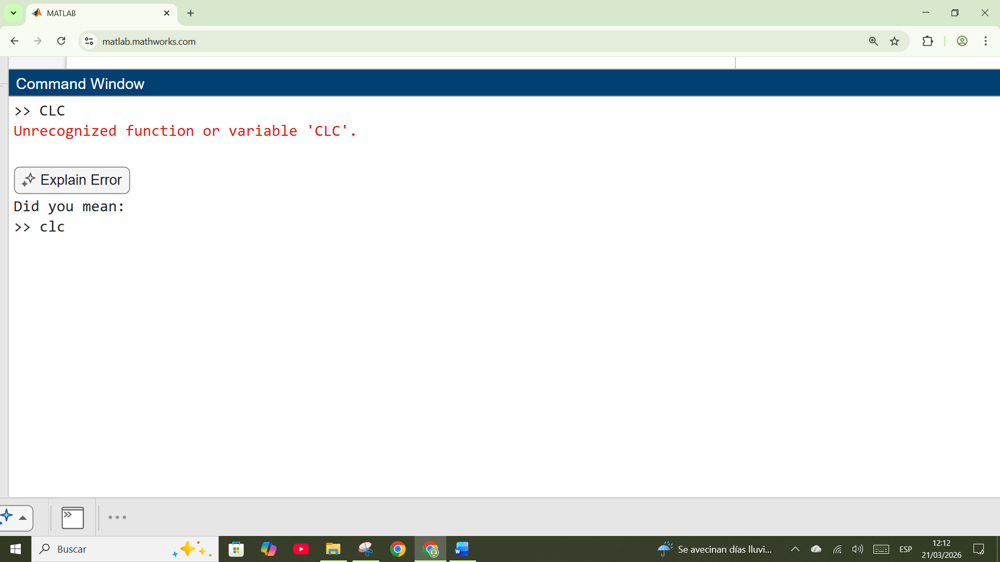 MATLAB
matlab.mathworks.com
Command Window
>> CLC
Unrecognized function or variable 'CLC'.
Explain Error
Did you mean:
>> clc
Buscar
Se avecinan días lluvi...
ESP
12:12
21/03/2026